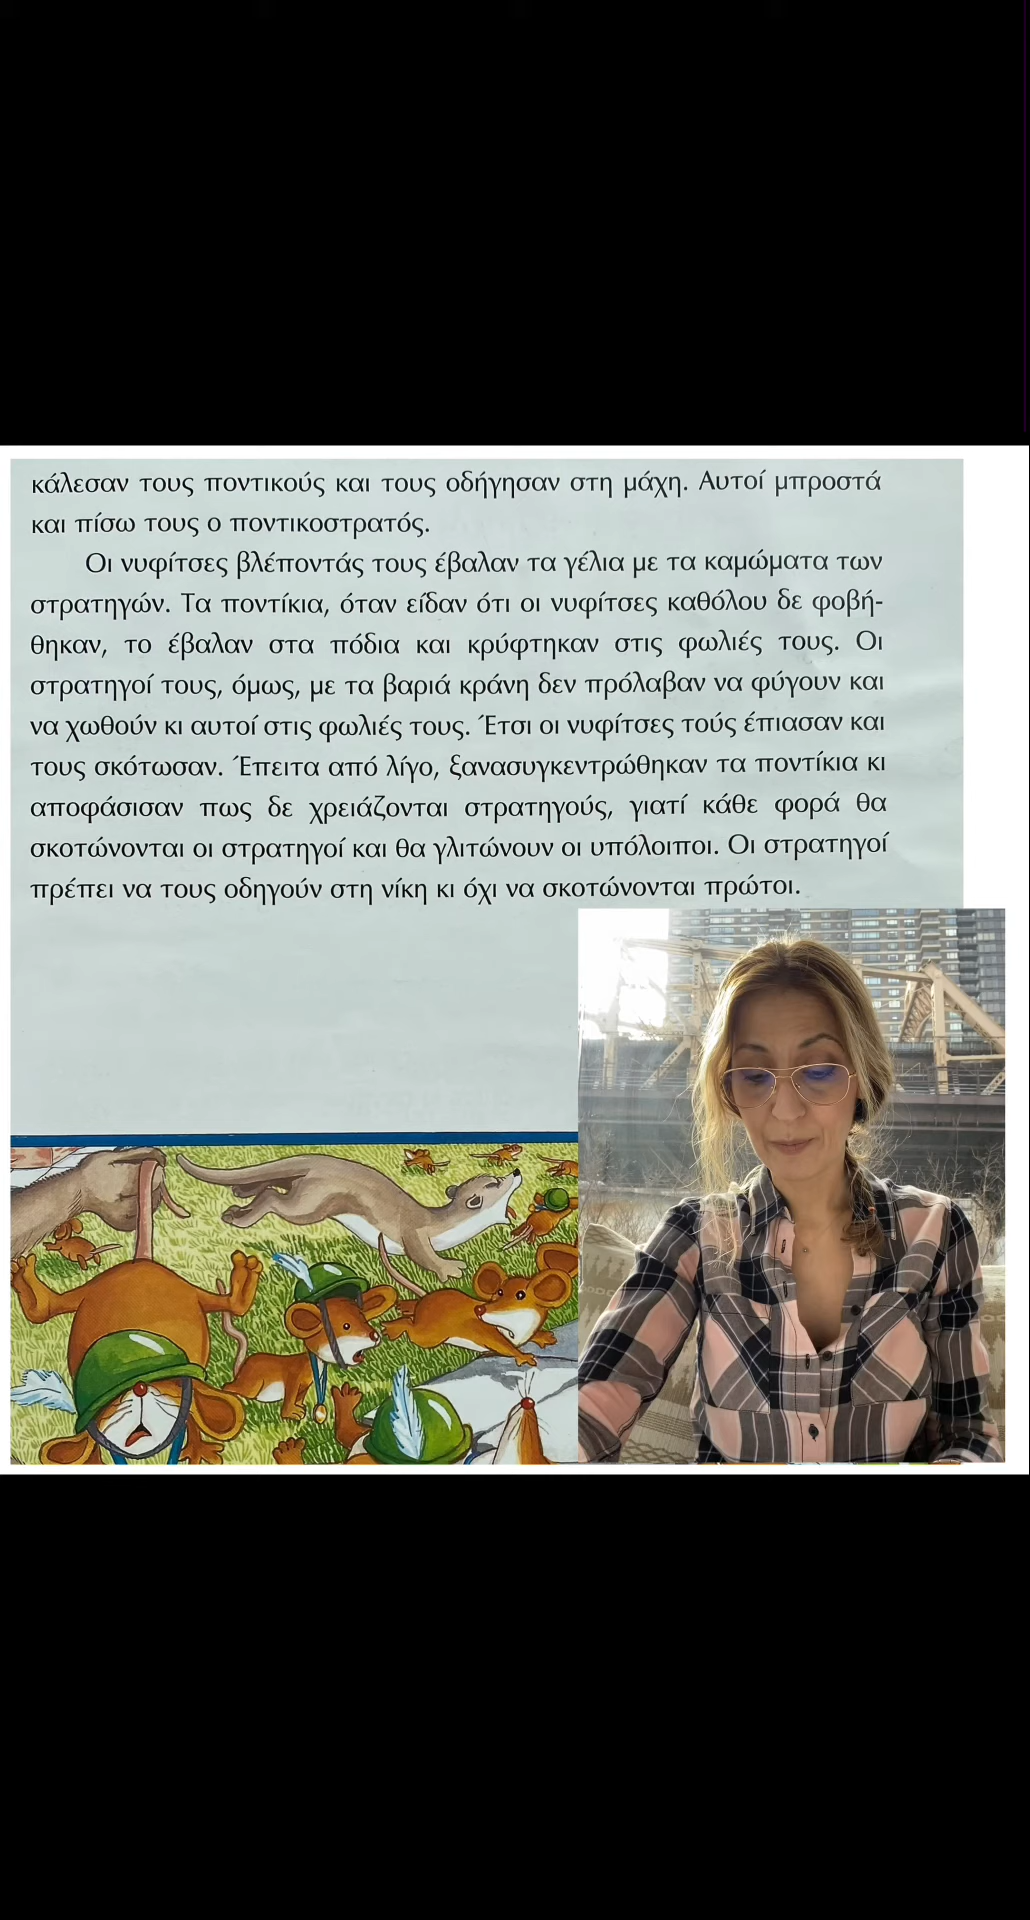 κάλεσαν τους ποντικούς και τους οδήγησαν στη μάχη. Αυτοί μπροστά
και πίσω τους ο ποντικοστρατός.
Οι νυφίτσες βλέποντάς τους έβαλαν τα γέλια με τα καμώματα των
στρατηγών. Τα ποντίκια, όταν είδαν ότι οι νυφίτσες καθόλου δε φοβή-
θηκαν, το έβαλαν στα πόδια και κρύφτηκαν στις φωλιές τους. Οι
στρατηγοί τους, όμως, με τα βαριά κράνη δεν πρόλαβαν να φύγουν και
να χωθούν κι αυτοί στις φωλιές τους. Έτσι οι νυφίτσες τούς έπιασαν και
τους σκότωσαν. Έπειτα από λίγο, ξανασυγκεντρώθηκαν τα ποντίκια κι
αποφάσισαν πως δε χρειάζονται στρατηγούς, γιατί κάθε φορά θα
σκοτώνονται οι στρατηγοί και θα γλιτώνουν οι υπόλοιποι. Οι στρατηγοί
πρέπει να τους οδηγούν στη νίκη κι όχι να σκοτώνονται πρώτοι.